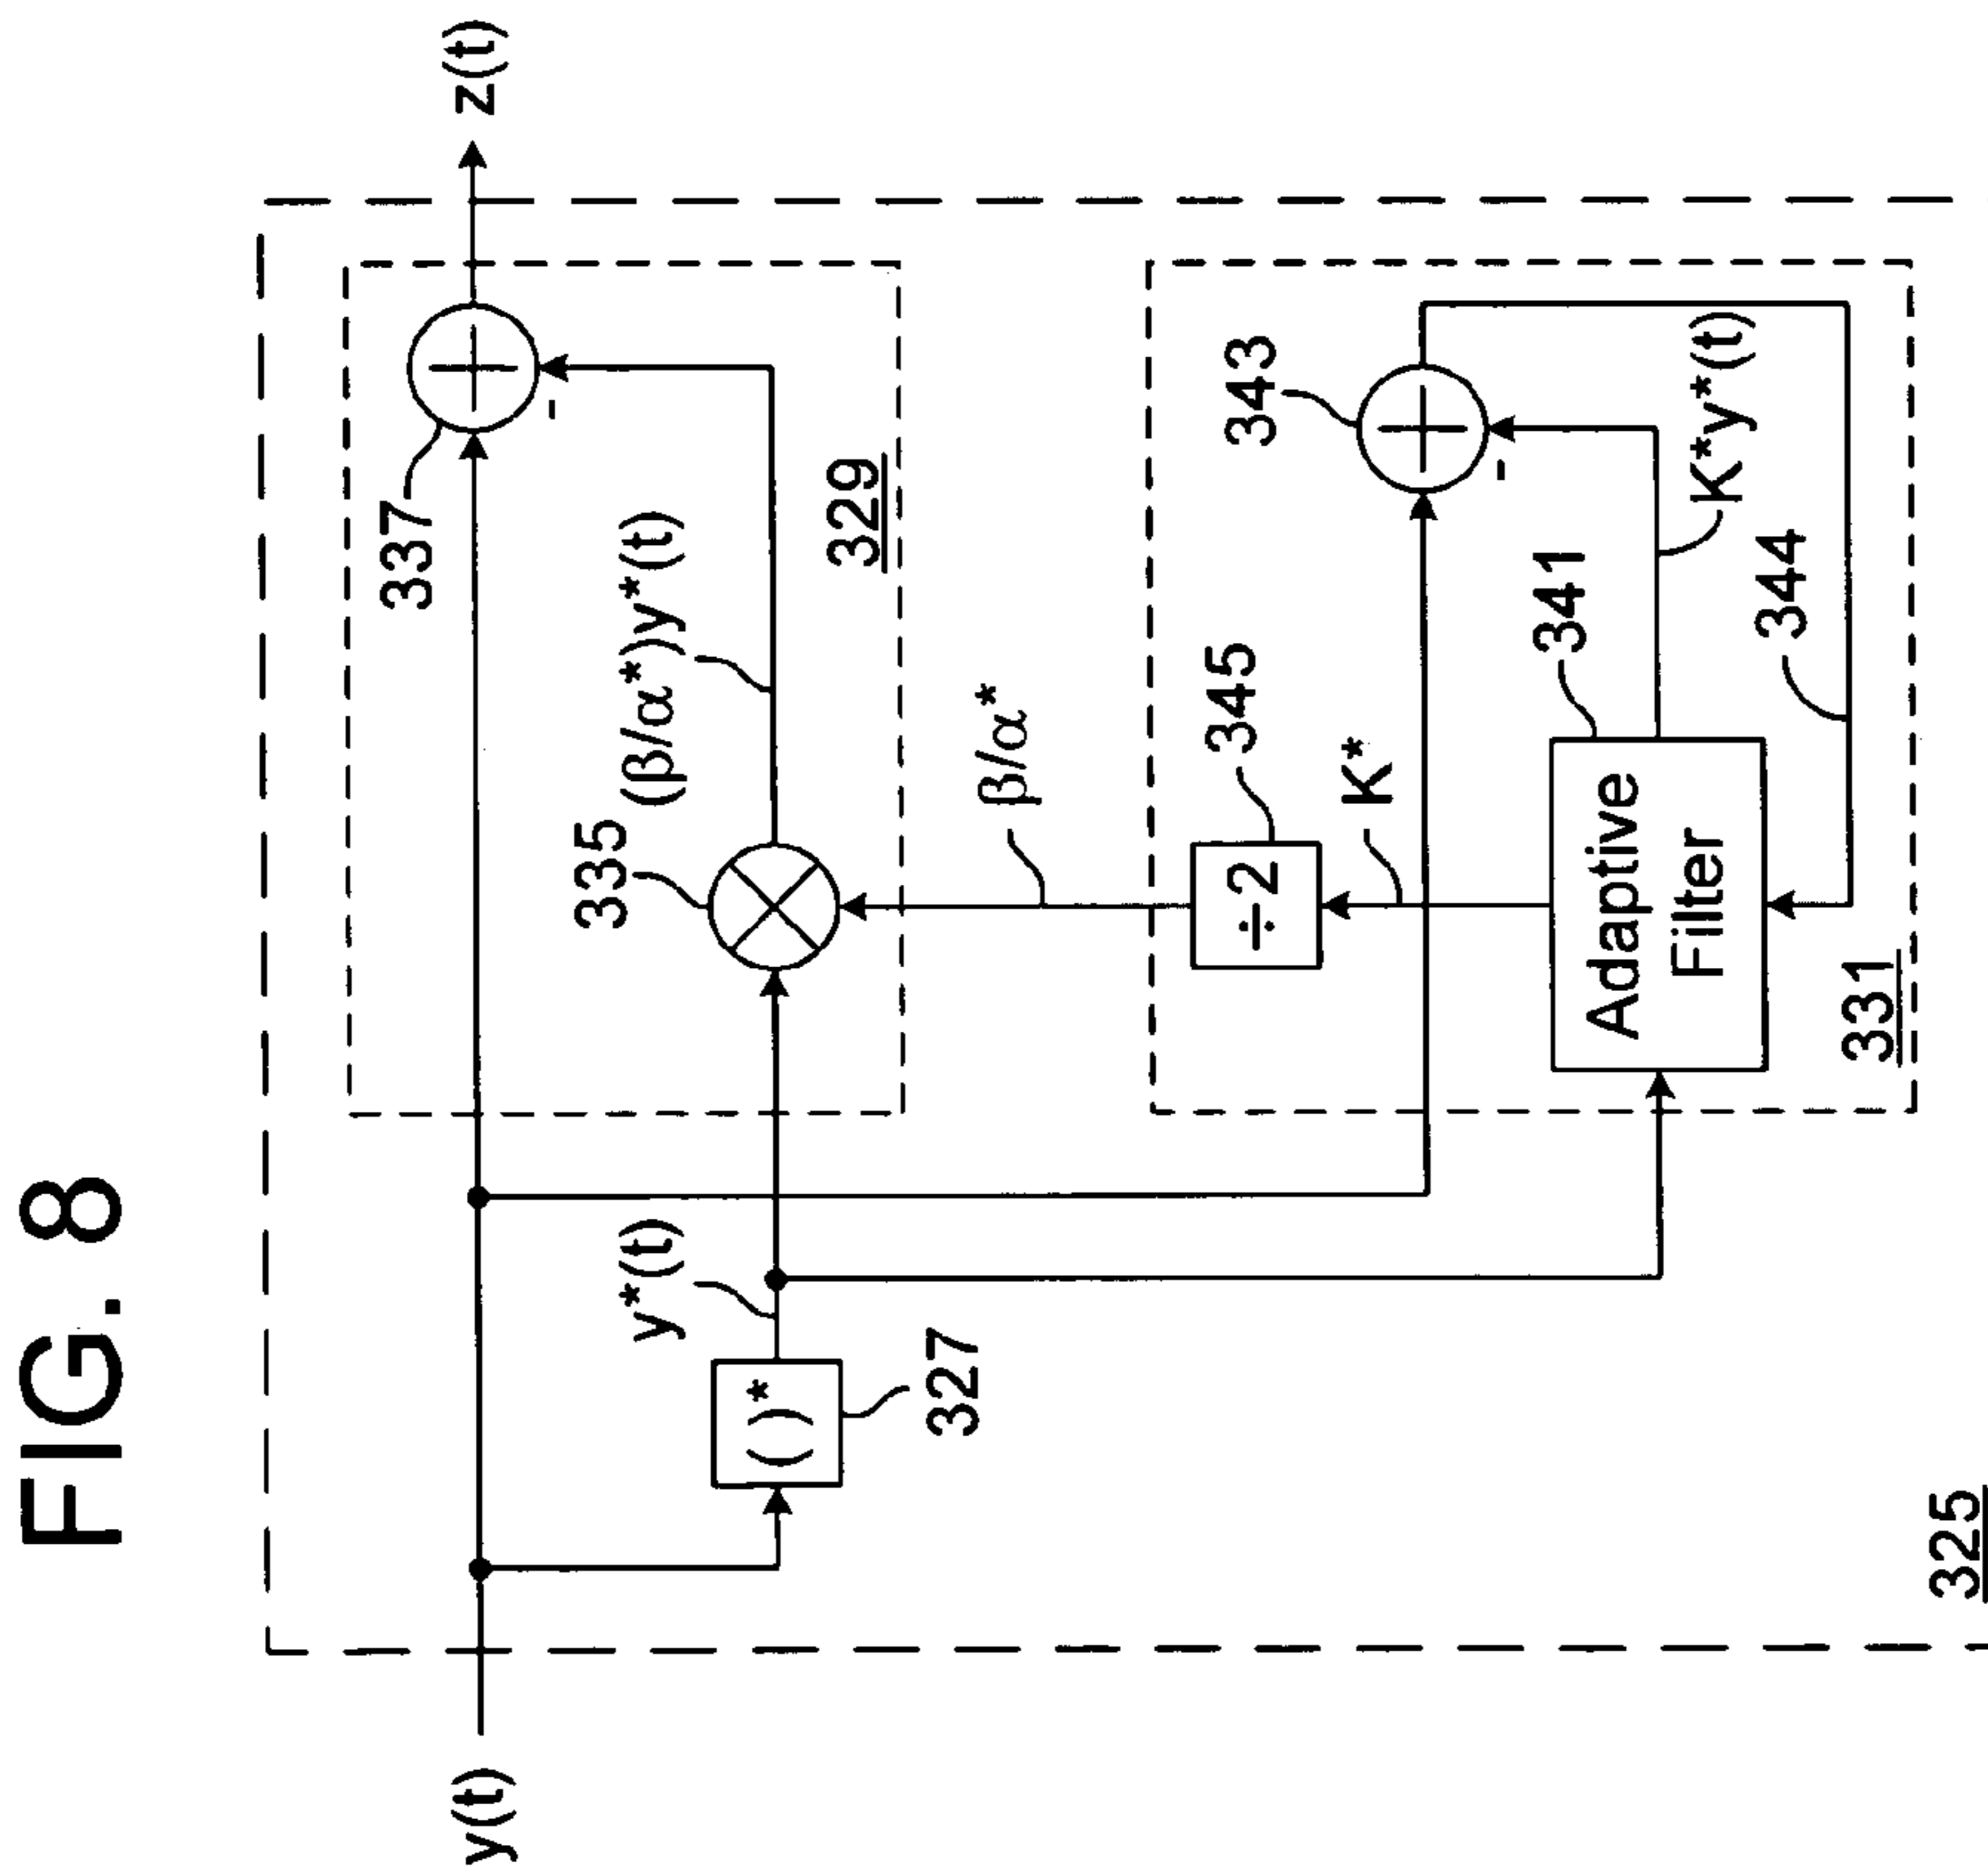 FIG. 8
y(t)
z(t)
337
335
(β/α*)y*(t)
329
y*(t)
( )*
327
β/α*
345
÷2
K*
343
341
K*y*(t)
Adaptive
Filter
344
331
325